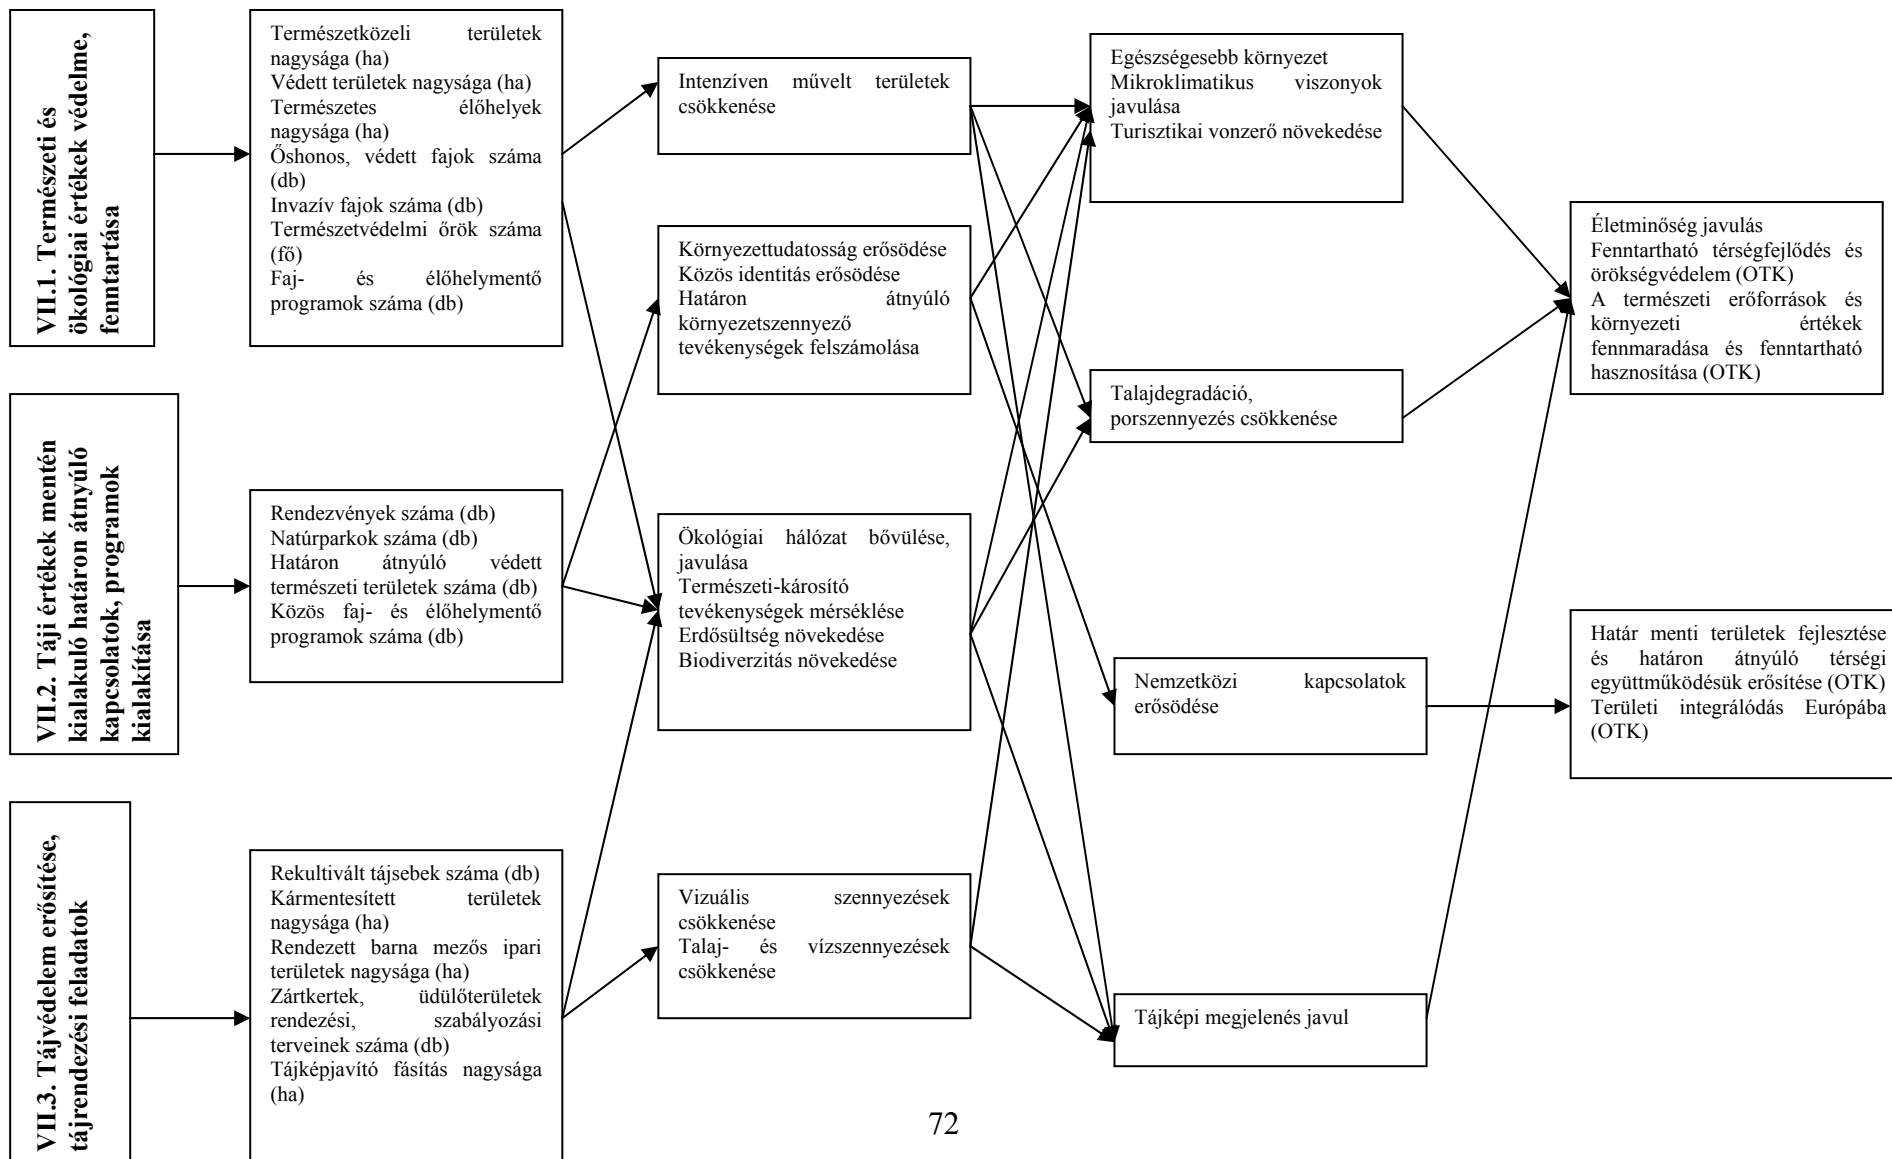 VII.1. Természeti és
ökológiai értékek védelme,
fenntartása
Természetközeli területek
nagysága (ha)
Védett területek nagysága (ha)
Természetes élőhelyek
nagysága (ha)
Őshonos, védett fajok száma
(db)
Invazív fajok száma (db)
Természetvédelmi őrök száma
(fő)
Faj- és élőhelymentő
programok száma (db)
Intenzíven művelt területek
csökkenése
Egészségesebb környezet
Mikroklimatikus viszonyok
javulása
Turisztikai vonzerő növekedése
Környezettudatosság erősödése
Közös identitás erősödése
Határon átnyúló
környezetszennyező
tevékenységek felszámolása
Életminőség javulás
Fenntartható térségfejlődés és
örökségvédelem (OTK)
A természeti erőforrások és
környezeti értékek
fennmaradása és fenntartható
hasznosítása (OTK)
Talajdegradáció,
porszennyezés csökkenése
VII.2. Táji értékek mentén
kialakuló határon átnyúló
kapcsolatok, programok
kialakítása
Rendezvények száma (db)
Natúrparkok száma (db)
Határon átnyúló védett
természeti területek száma (db)
Közös faj- és élőhelymentő
programok száma (db)
Ökológiai hálózat bővülése,
javulása
Természeti-károsító
tevékenységek mérséklése
Erdősültség növekedése
Biodiverzitás növekedése
Nemzetközi kapcsolatok
erősödése
Határ menti területek fejlesztése
és határon átnyúló térségi
együttműködésük erősítése (OTK)
Területi integrálódás Európába
(OTK)
VII.3. Tájvédelem erősítése,
tájrendezési feladatok
Rekultivált tájsebek száma (db)
Kármentesített területek
nagysága (ha)
Rendezett barna mezős ipari
területek nagysága (ha)
Zártkertek, üdülőterületek
rendezési, szabályozási
terveinek száma (db)
Tájképjavító fásítás nagysága
(ha)
Vizuális szennyezések
csökkenése
Talaj- és vízszennyezések
csökkenése
Tájképi megjelenés javul
72